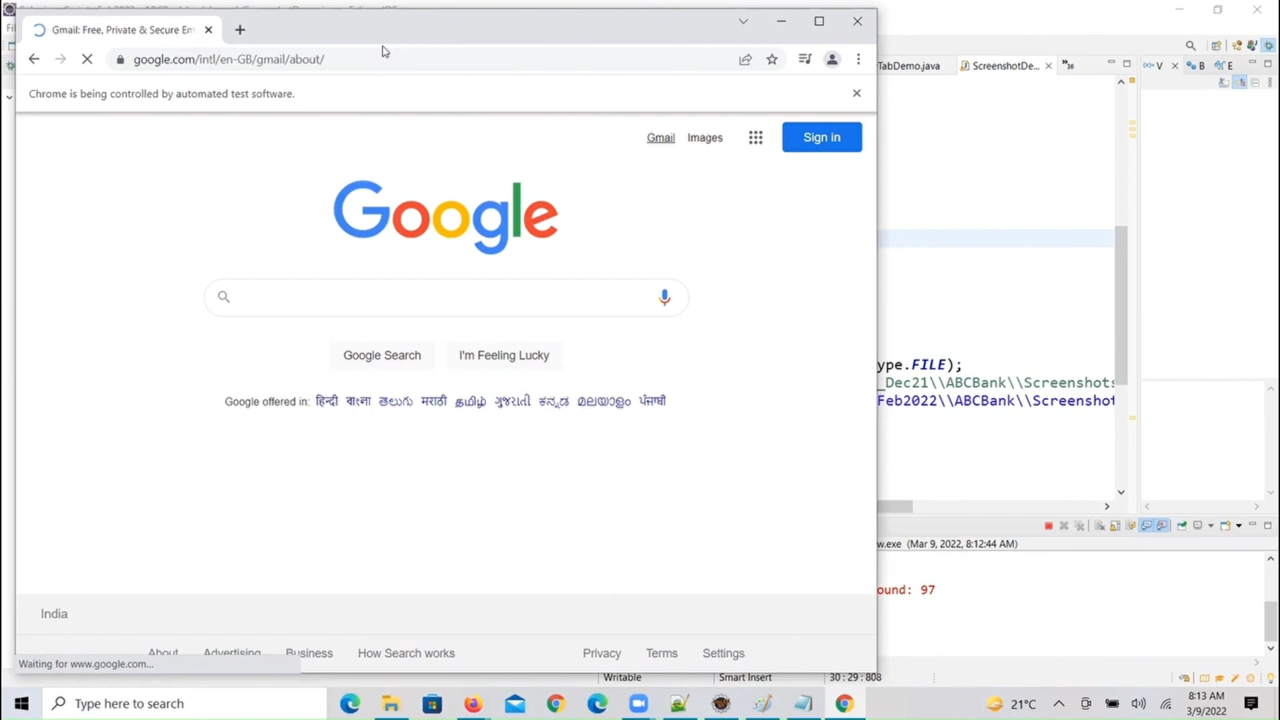 Gmail: Free, Private & Secure Em
google.com/intl/en-GB/gmail/about/
Chrome is being controlled by automated test software.
Gmail
Images
Sign in
Google
Google Search
I'm Feeling Lucky
Google offered in: हिन्दी বাংলা తెలుగు मराठी தமிழ் ગુજરાતી ಕನ್ನಡ മലയാളം ਪੰਜਾਬੀ
India
About
Advertising
Business
How Search works
Privacy
Terms
Settings
Waiting for www.google.com...
TabDemo.java
ScreenshotDe...
36
V
B
E
ype.FILE);
_Dec21\\ABCBank\\Screenshots
Feb2022\\ABCBank\\Screenshot
w.exe (Mar 9, 2022, 8:12:44 AM)
ound: 97
Writable
Smart Insert
30 : 29 : 808
Type here to search
21°C
8:13 AM
3/9/2022